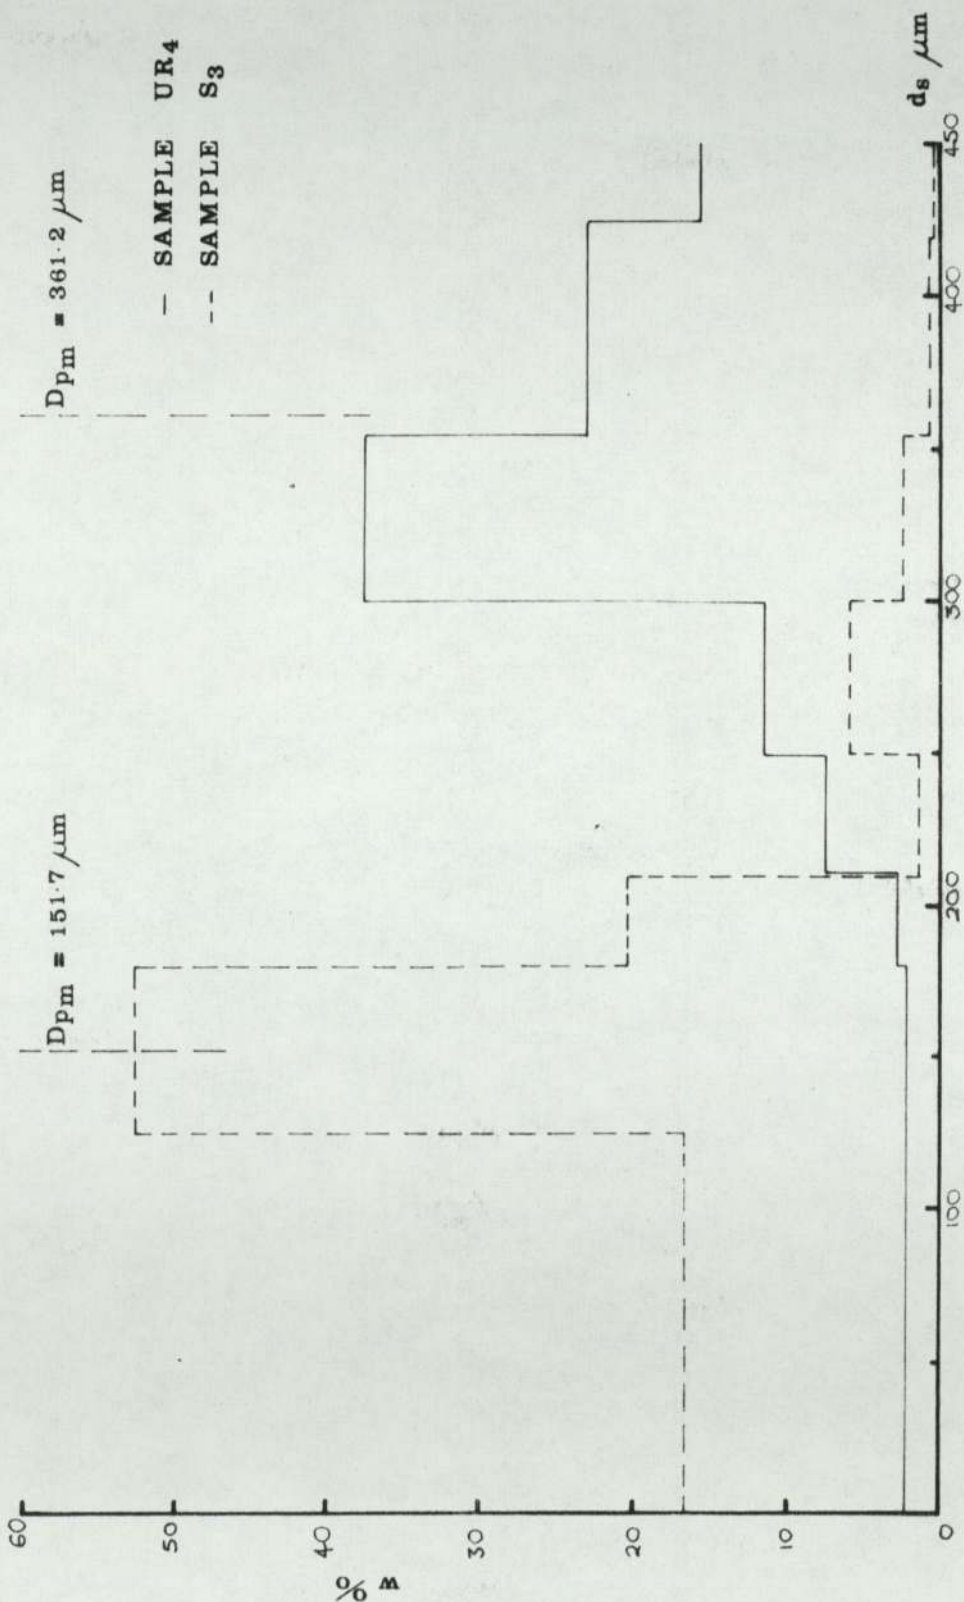 Dpm = 151·7 µm
Dpm = 361·2 µm
— SAMPLE UR4
-- SAMPLE S3
w %
60
50
40
30
20
10
0
100
200
300
400
450
ds µm